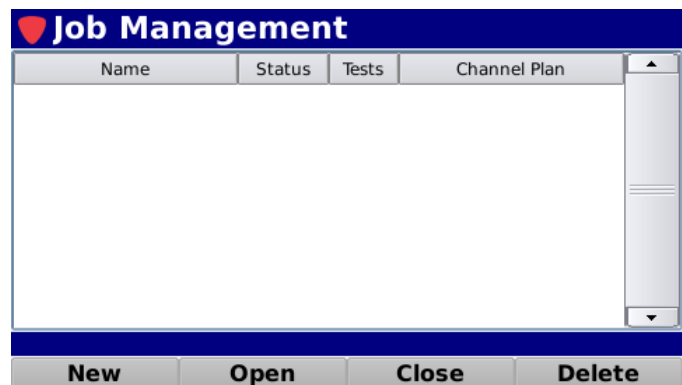 Job Management
Name Status Tests Channel Plan
New Open Close Delete